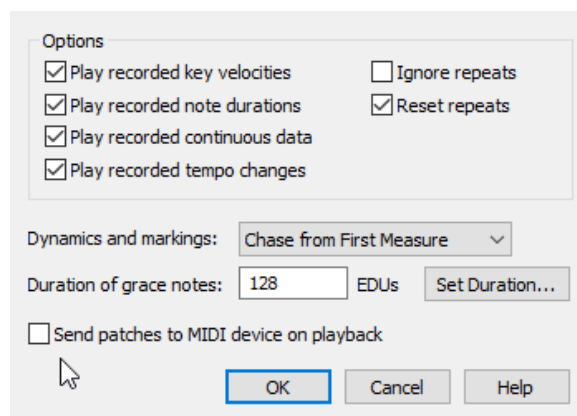 Options
Play recorded key velocities
Ignore repeats
Play recorded note durations
Reset repeats
Play recorded continuous data
Play recorded tempo changes
Dynamics and markings: Chase from First Measure
Duration of grace notes: 128 EDUs Set Duration...
Send patches to MIDI device on playback
OK Cancel Help